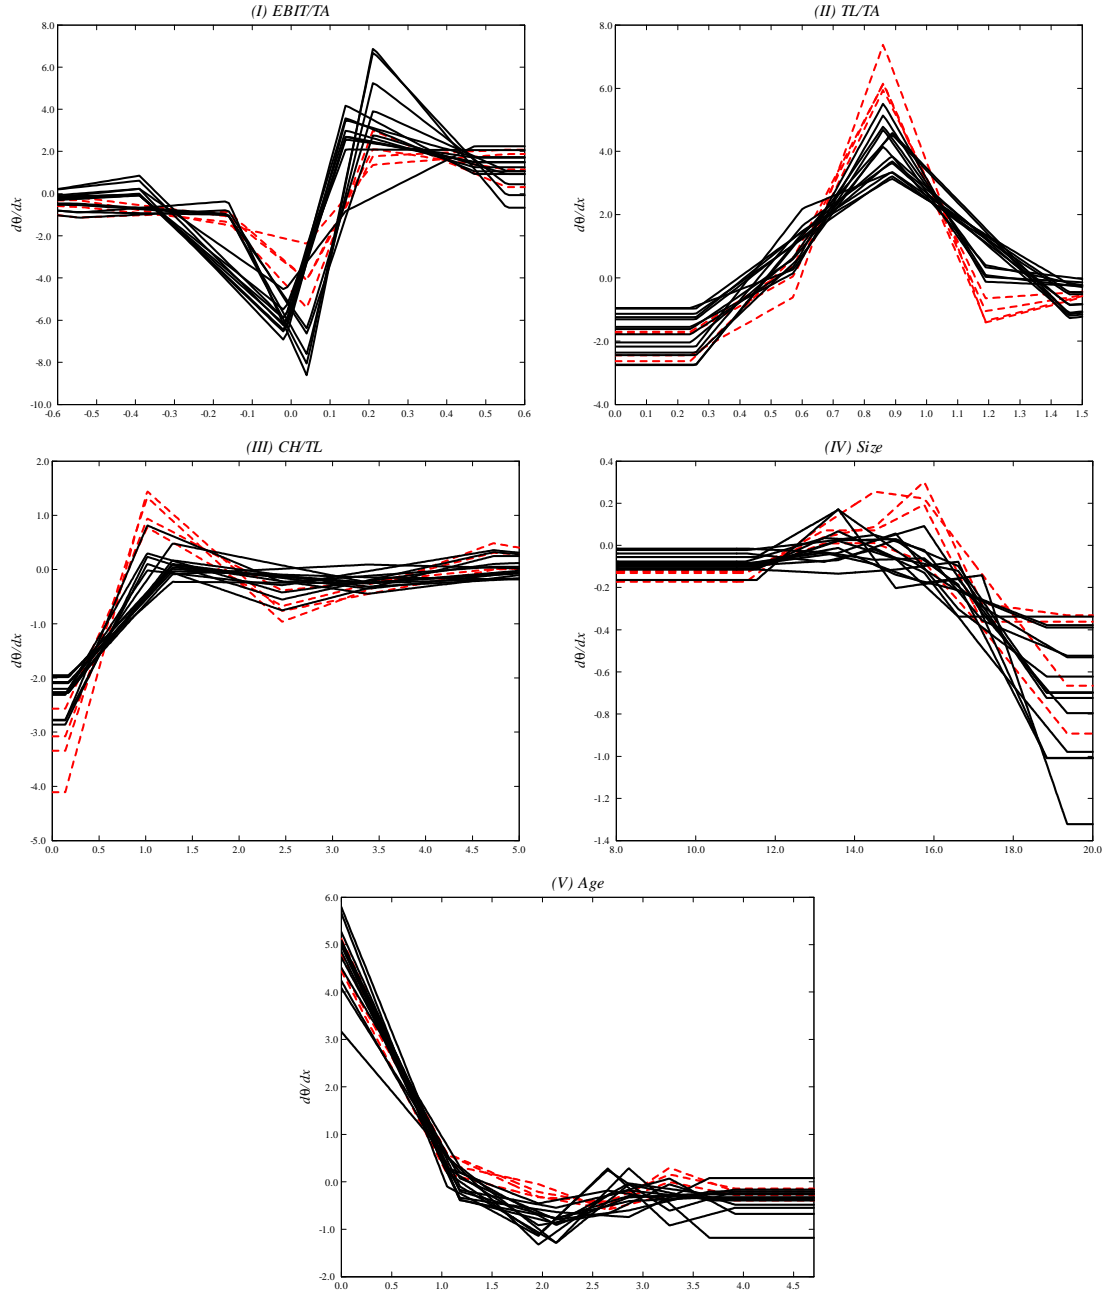 (I) EBIT/TA
8.0
6.0
4.0
2.0
0.0
-2.0
-4.0
-6.0
-8.0
-10.0
dθ/dx
-0.6 -0.5 -0.4 -0.3 -0.2 -0.1 0.0 0.1 0.2 0.3 0.4 0.5 0.6
(II) TL/TA
8.0
6.0
4.0
2.0
0.0
-2.0
-4.0
dθ/dx
0.0 0.1 0.2 0.3 0.4 0.5 0.6 0.7 0.8 0.9 1.0 1.1 1.2 1.3 1.4 1.5
(III) CH/TL
2.0
1.0
0.0
-1.0
-2.0
-3.0
-4.0
-5.0
dθ/dx
0.0 0.5 1.0 1.5 2.0 2.5 3.0 3.5 4.0 4.5 5.0
(IV) Size
0.4
0.2
0.0
-0.2
-0.4
-0.6
-0.8
-1.0
-1.2
-1.4
dθ/dx
8.0 10.0 12.0 14.0 16.0 18.0 20.0
(V) Age
6.0
5.0
4.0
3.0
2.0
1.0
0.0
-1.0
-2.0
dθ/dx
0.0 0.5 1.0 1.5 2.0 2.5 3.0 3.5 4.0 4.5